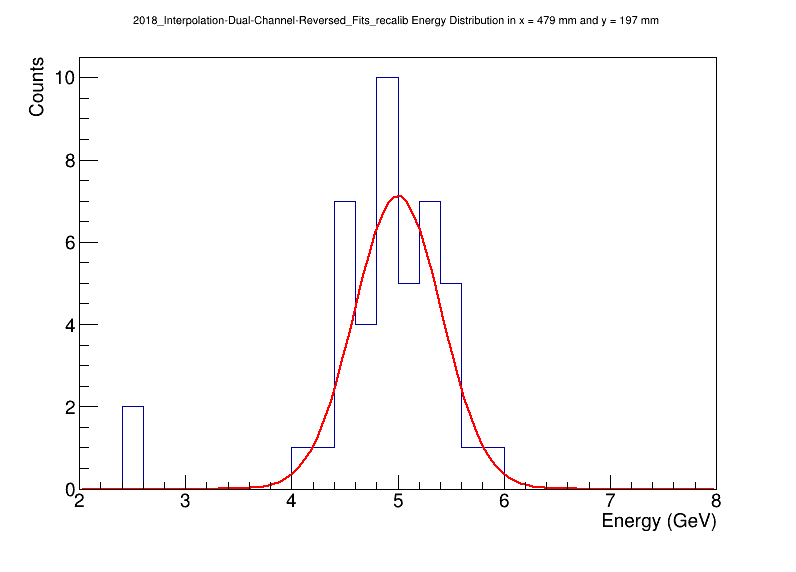 2018_Interpolation-Dual-Channel-Reversed_Fits_recalib Energy Distribution in x = 479 mm and y = 197 mm
Counts
10
8
6
4
2
0
2 3 4 5 6 7 8
Energy (GeV)